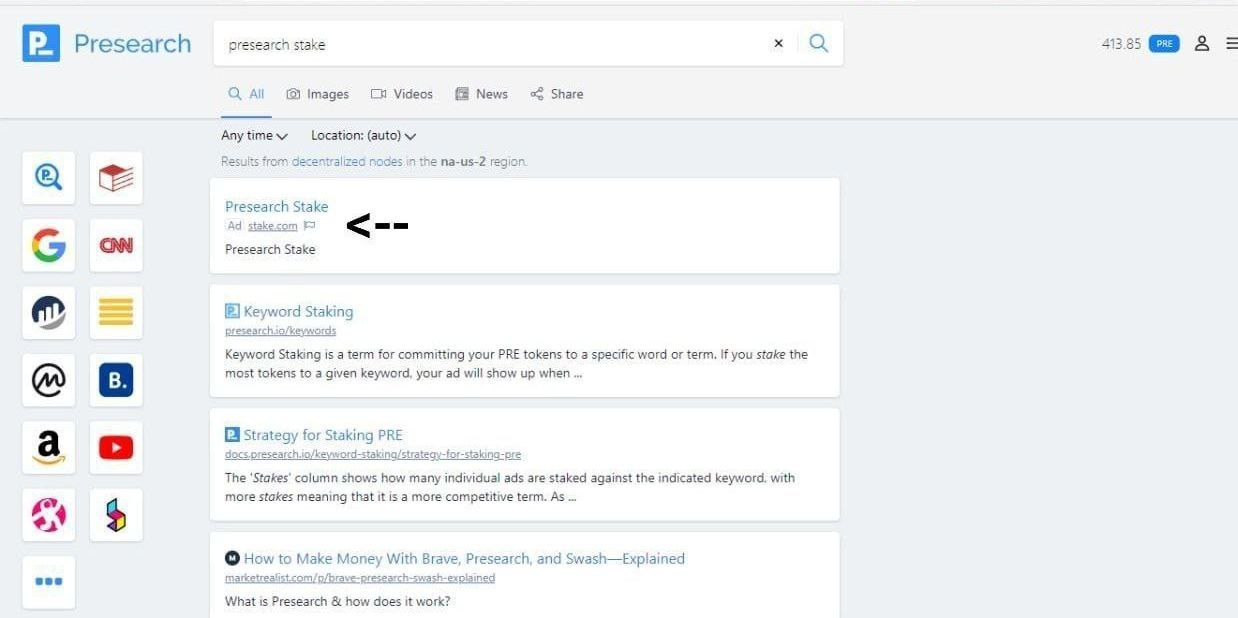 P_ Presearch
presearch stake
413.85 PRE
All Images Videos News Share
Any time Location: (auto)
Results from decentralized nodes in the na-us-2 region.
Presearch Stake
Ad stake.com
<--
Presearch Stake
Keyword Staking
presearch.io/keywords
Keyword Staking is a term for committing your PRE tokens to a specific word or term. If you stake the
most tokens to a given keyword, your ad will show up when ...
Strategy for Staking PRE
docs.presearch.io/keyword-staking/strategy-for-staking-pre
The 'Stakes' column shows how many individual ads are staked against the indicated keyword, with
more stakes meaning that it is a more competitive term. As ...
M How to Make Money With Brave, Presearch, and Swash—Explained
marketrealist.com/p/brave-presearch-swash-explained
What is Presearch & how does it work?
G CNN
B.
a